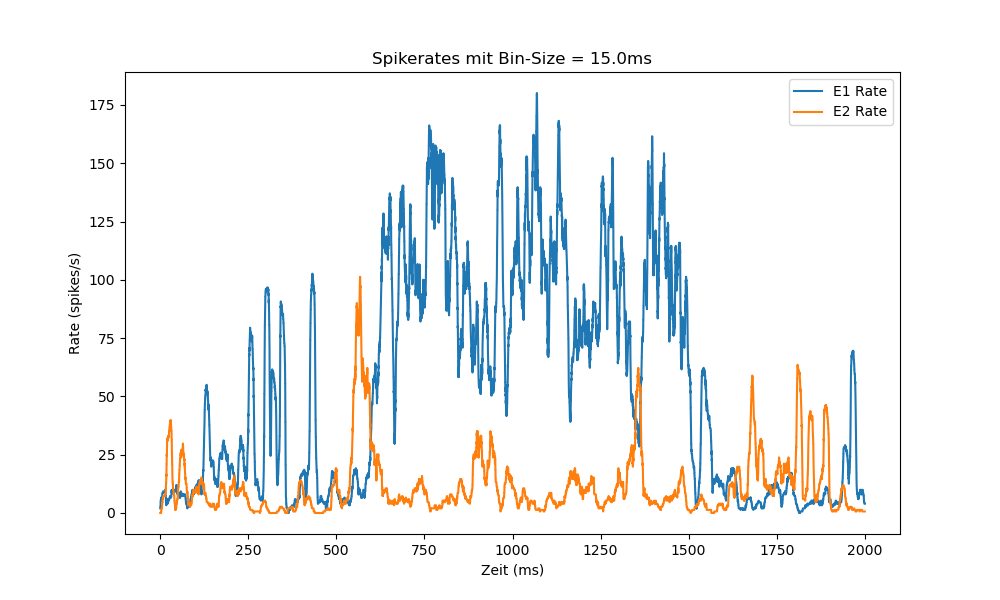 Spikerates mit Bin-Size = 15.0ms
E1 Rate
E2 Rate
175
150
125
100
75
50
25
0
Rate (spikes/s)
0 250 500 750 1000 1250 1500 1750 2000
Zeit (ms)